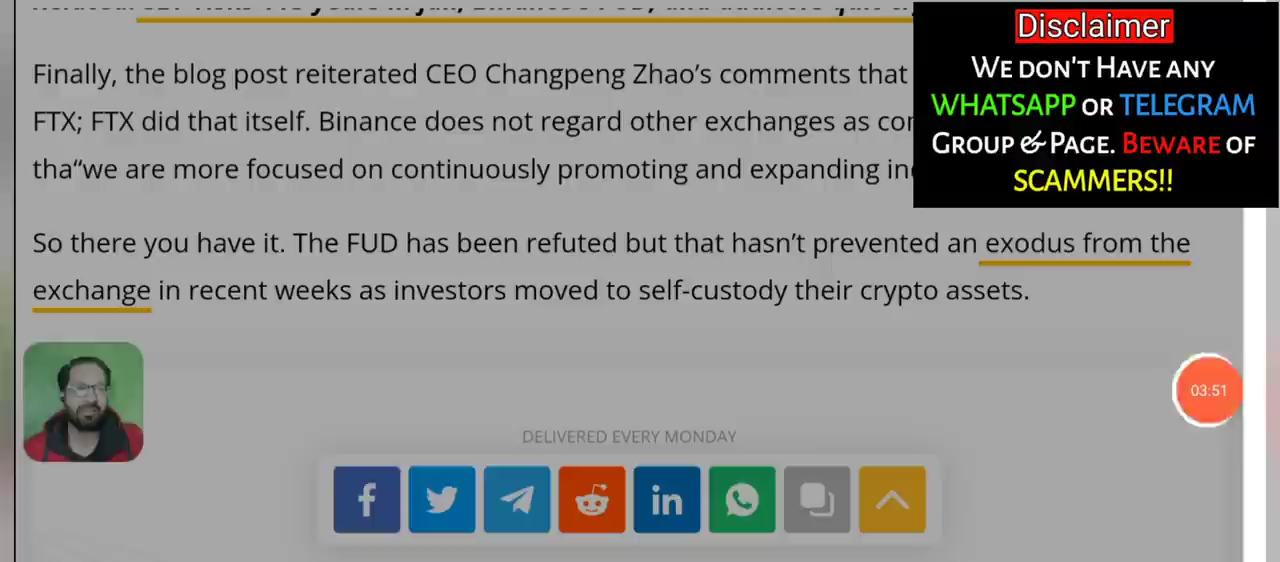 Finally, the blog post reiterated CEO Changpeng Zhao’s comments that
FTX; FTX did that itself. Binance does not regard other exchanges as
tha“we are more focused on continuously promoting and expanding
So there you have it. The FUD has been refuted but that hasn’t prevented an exodus from the
exchange in recent weeks as investors moved to self-custody their crypto assets.
DELIVERED EVERY MONDAY
Disclaimer
WE DON'T HAVE ANY
WHATSAPP OR TELEGRAM
GROUP & PAGE. BEWARE OF
SCAMMERS!!
03:51